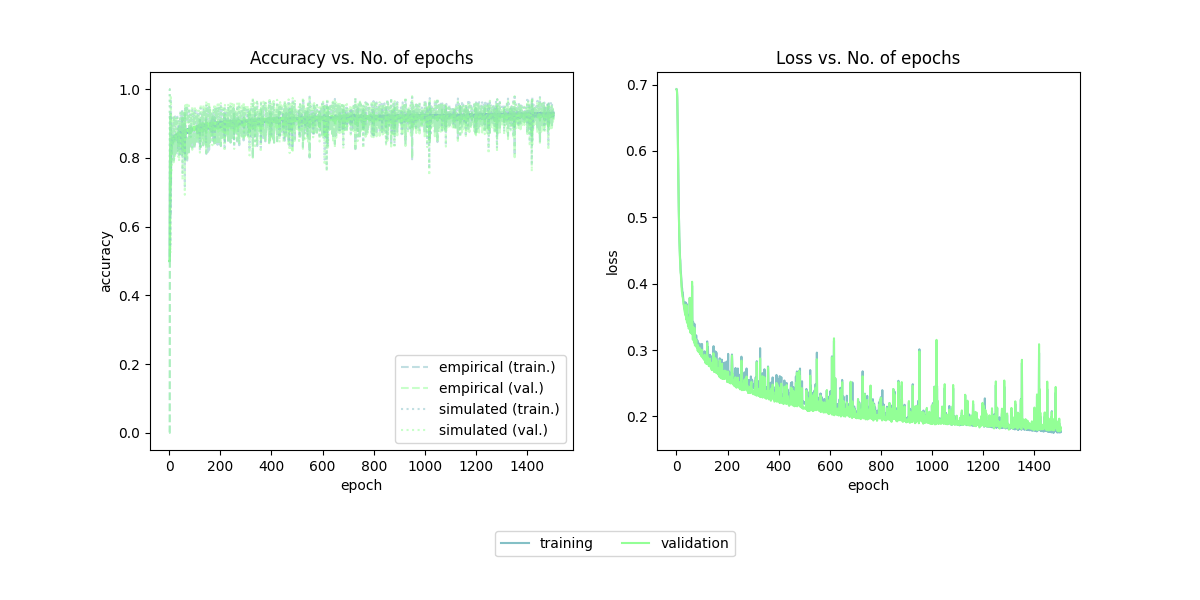 Accuracy vs. No. of epochs
accuracy
1.0
0.8
0.6
0.4
0.2
0.0
empirical (train.)
empirical (val.)
simulated (train.)
simulated (val.)
0 200 400 600 800 1000 1200 1400
epoch
Loss vs. No. of epochs
loss
0.7
0.6
0.5
0.4
0.3
0.2
0 200 400 600 800 1000 1200 1400
epoch
training validation